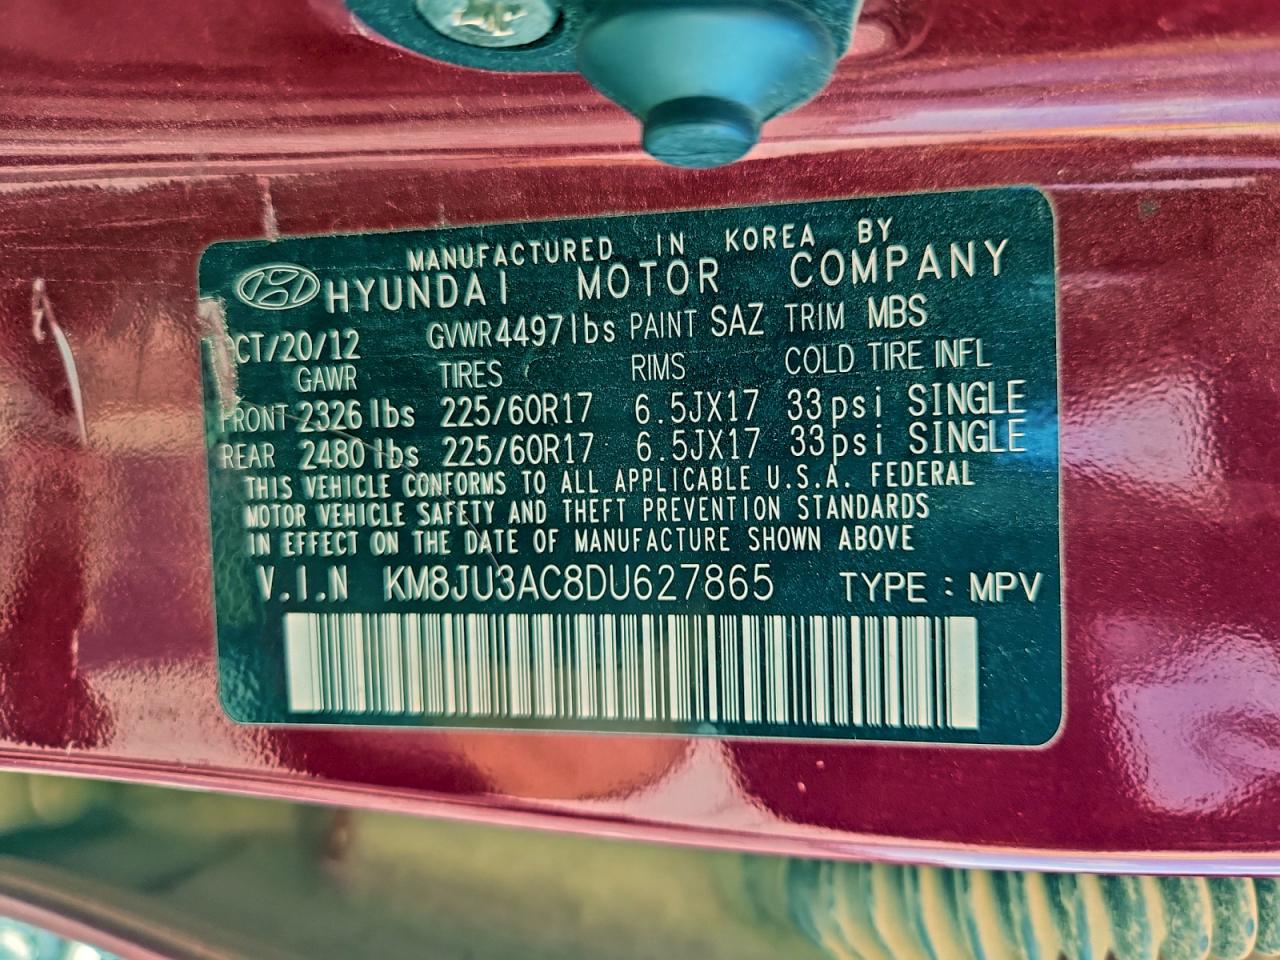 MANUFACTURED IN KOREA BY
HYUNDAI MOTOR COMPANY
OCT/20/12 GVWR 4497lbs PAINT SAZ TRIM MBS
GAWR TIRES RIMS COLD TIRE INFL
FRONT 2326 lbs 225/60R17 6.5JX17 33psi SINGLE
REAR 2480 lbs 225/60R17 6.5JX17 33psi SINGLE
THIS VEHICLE CONFORMS TO ALL APPLICABLE U.S.A. FEDERAL
MOTOR VEHICLE SAFETY AND THEFT PREVENTION STANDARDS
IN EFFECT ON THE DATE OF MANUFACTURE SHOWN ABOVE
V.I.N KM8JU3AC8DU627865 TYPE : MPV